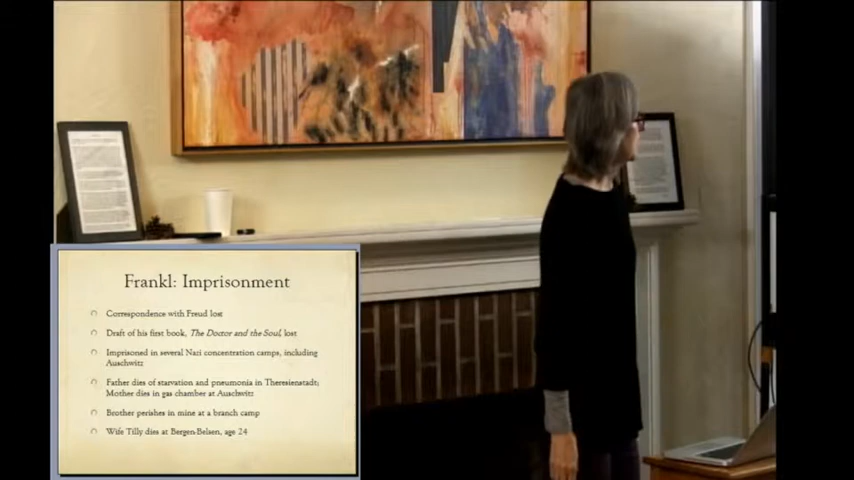 Frankl: Imprisonment
Correspondence with Freud lost
Draft of his first book, The Doctor and the Soul, lost
Imprisoned in several Nazi concentration camps, including
Auschwitz
Father dies of starvation and pneumonia in Theresienstadt;
Mother dies in gas chamber at Auschwitz
Brother perishes in mine at a branch camp
Wife Tilly dies at Bergen-Belsen, age 24